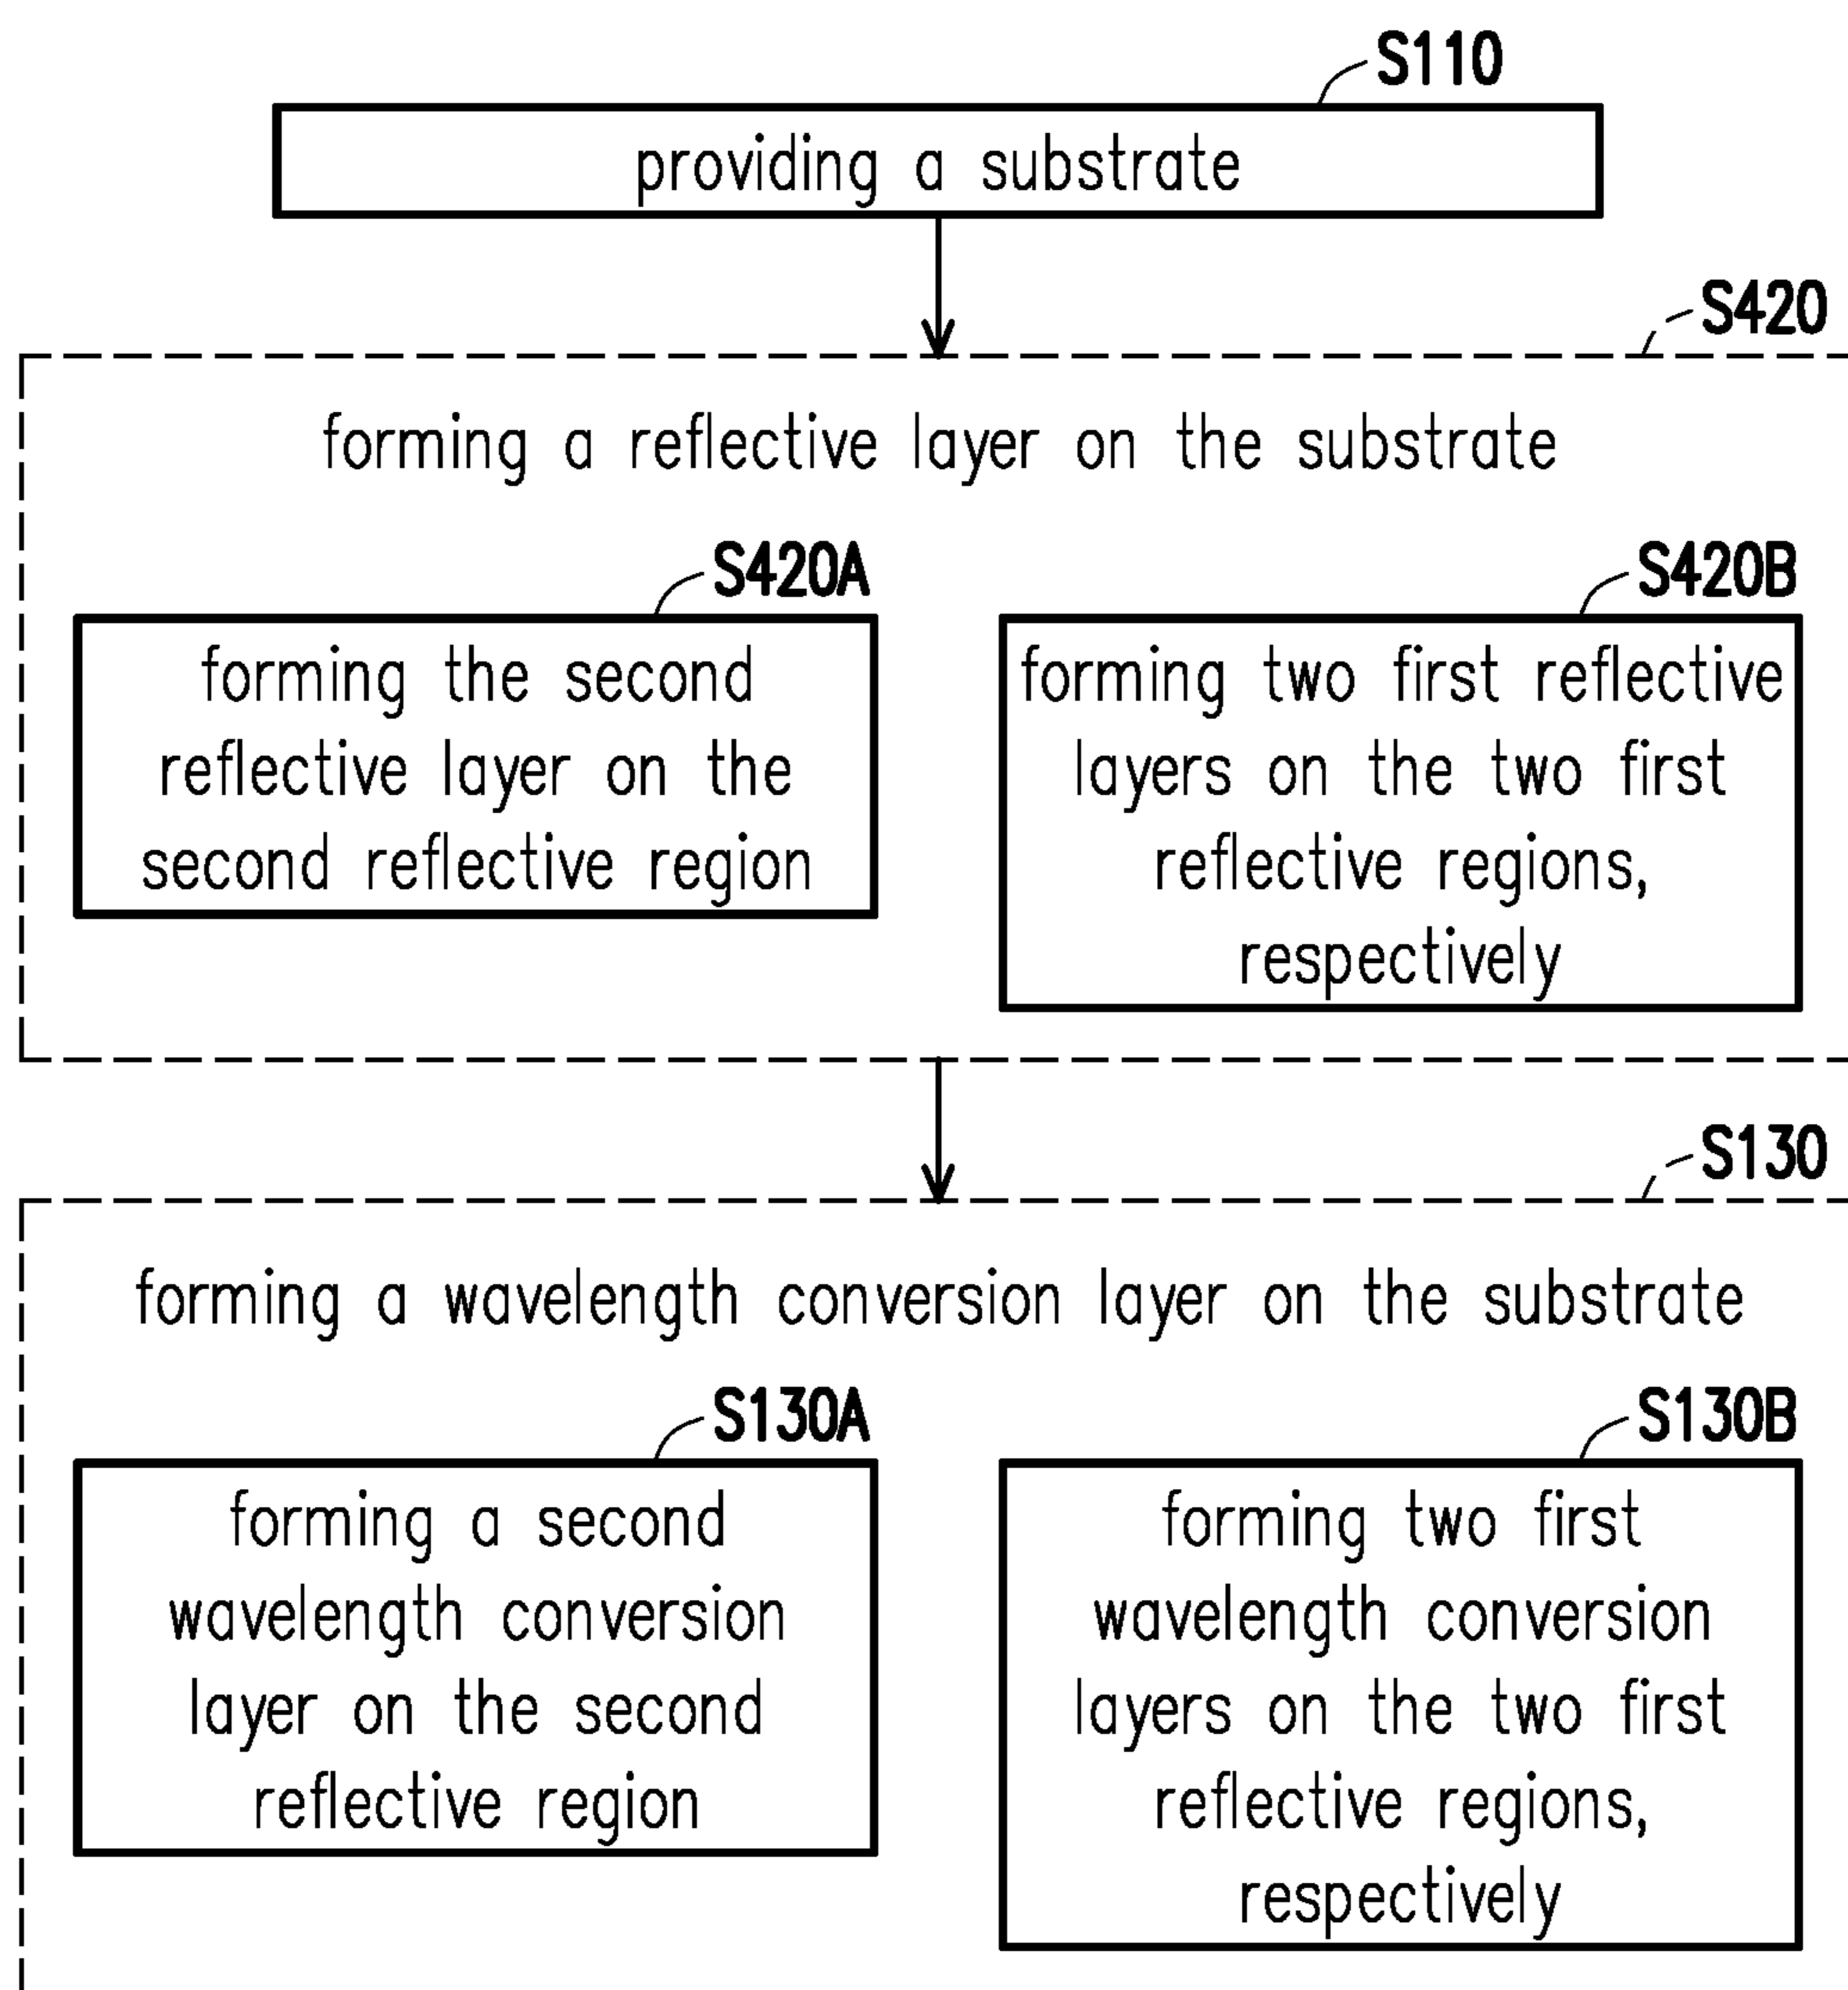 S110
providing a substrate
S420
forming a reflective layer on the substrate
S420A
forming the second
reflective layer on the
second reflective region
S420B
forming two first reflective
layers on the two first
reflective regions,
respectively
S130
forming a wavelength conversion layer on the substrate
S130A
forming a second
wavelength conversion
layer on the second
reflective region
S130B
forming two first
wavelength conversion
layers on the two first
reflective regions,
respectively